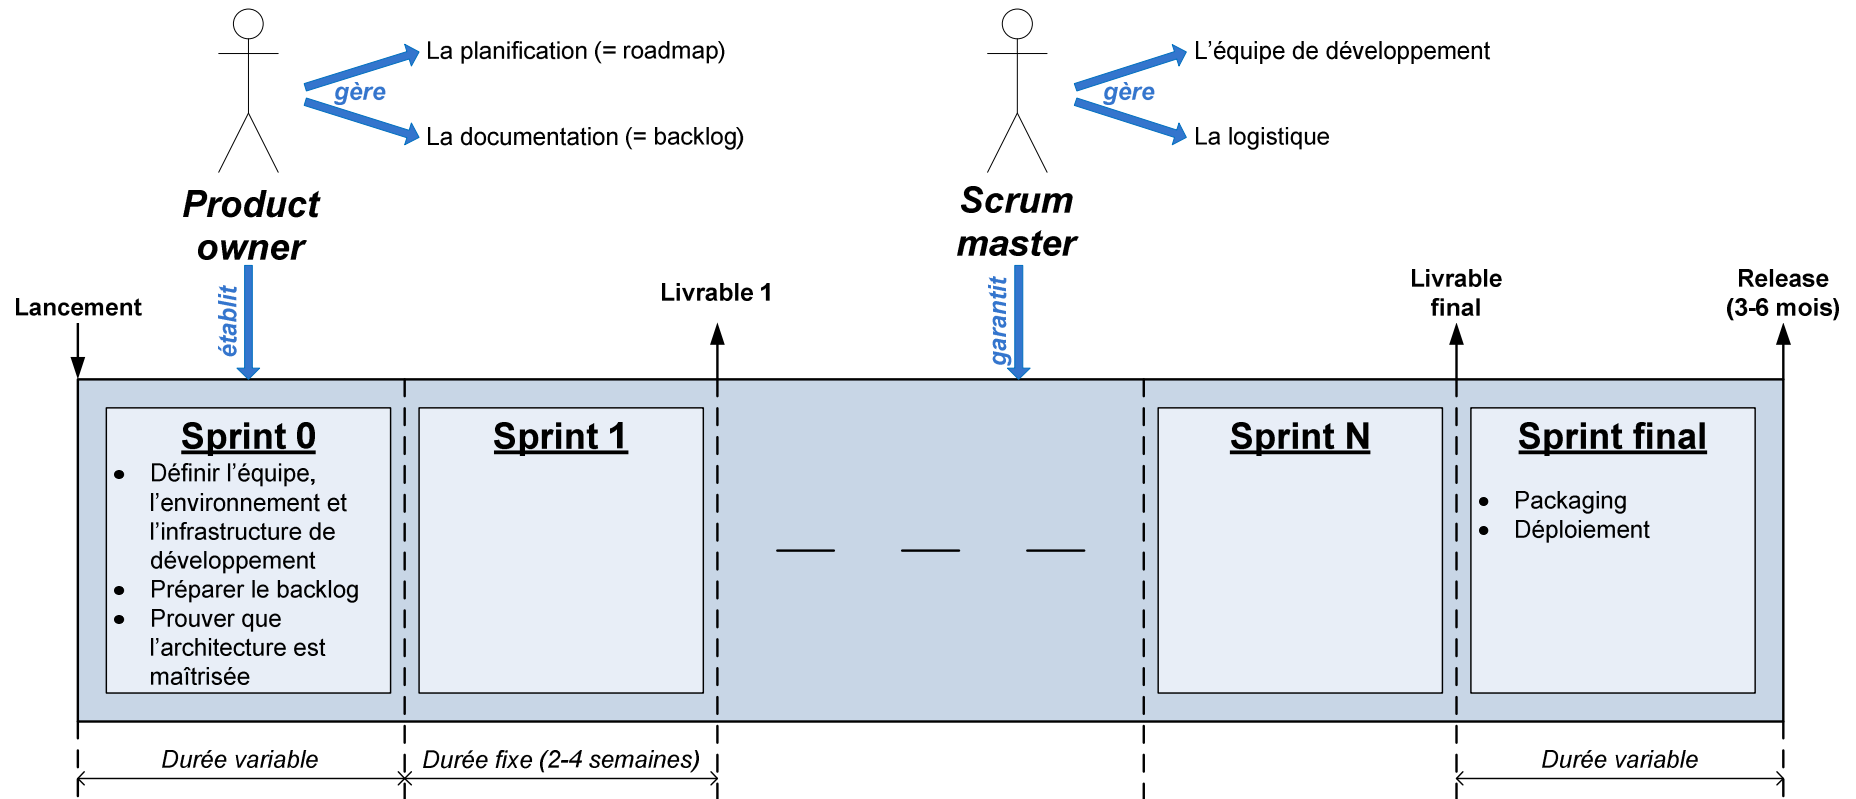 La planification (= roadmap)
gère
La documentation (= backlog)
Product
owner
établit
L’équipe de développement
gère
La logistique
Scrum
master
garantit
Lancement
Livrable 1
Livrable
final
Release
(3-6 mois)
Sprint 0
• Définir l’équipe,
l’environnement et
l’infrastructure de
développement
• Préparer le backlog
• Prouver que
l’architecture est
maîtrisée
Sprint 1
Sprint N
Sprint final
• Packaging
• Déploiement
Durée variable
Durée fixe (2-4 semaines)
Durée variable